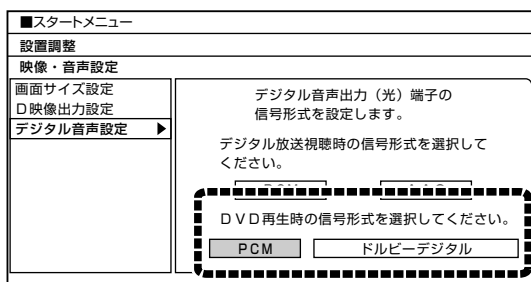 ■スタートメニュー
設置調整
映像・音声設定
画面サイズ設定
D映像出力設定
デジタル音声設定 ▶
デジタル音声出力(光)端子の
信号形式を設定します。
デジタル放送視聴時の信号形式を選択して
ください。
DVD再生時の信号形式を選択してください。
PCM ドルビーデジタル